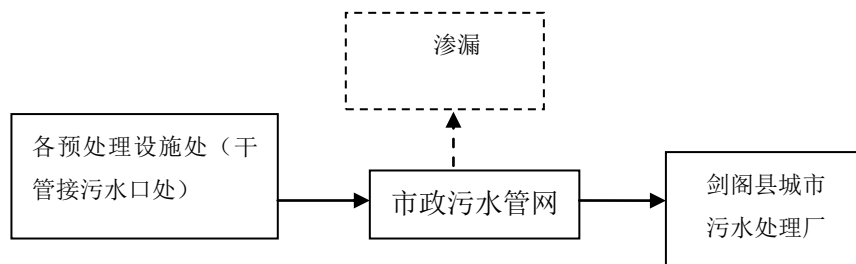 渗漏
各预处理设施处（干
管接污水口处）
市政污水管网
剑阁县城市
污水处理厂